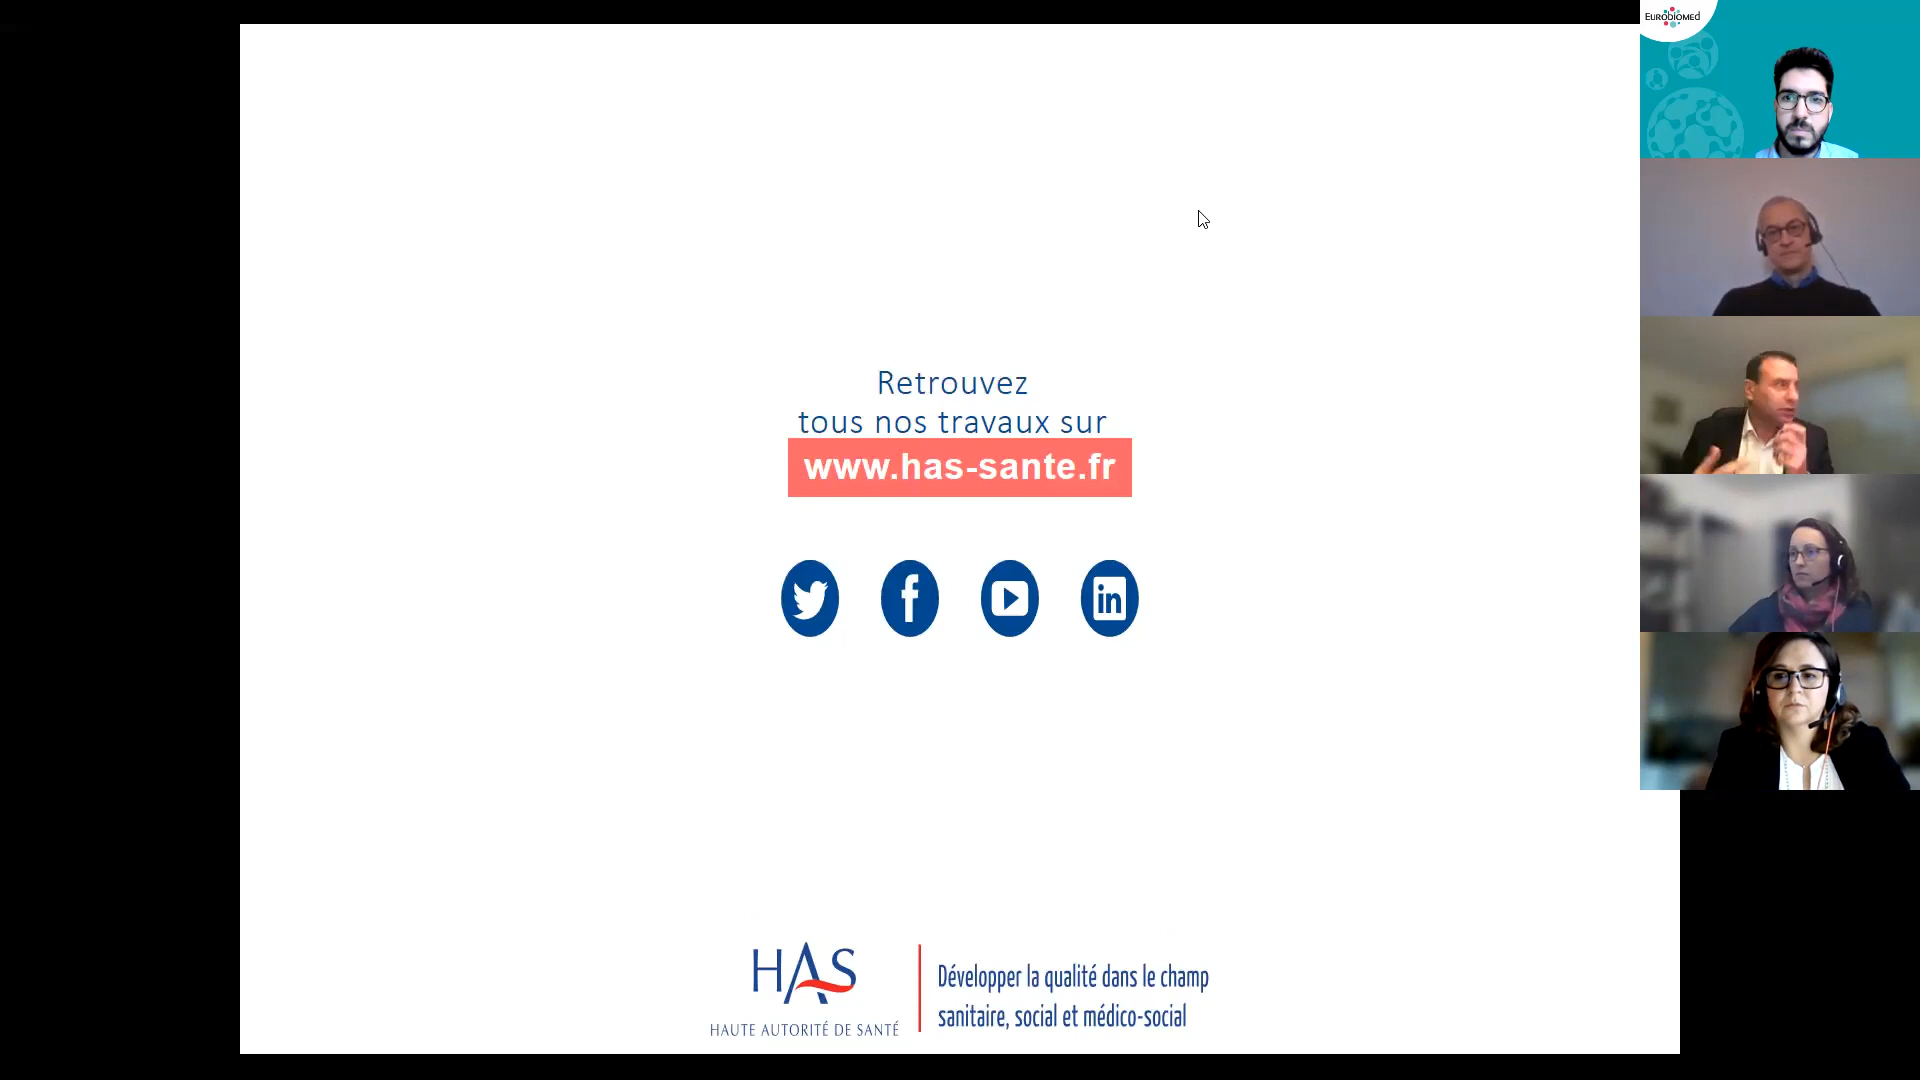 Eurobiomed
Retrouvez
tous nos travaux sur
www.has-sante.fr
in
HAS
HAUTE AUTORITÉ DE SANTÉ
Développer la qualité dans le champ
sanitaire, social et médico-social